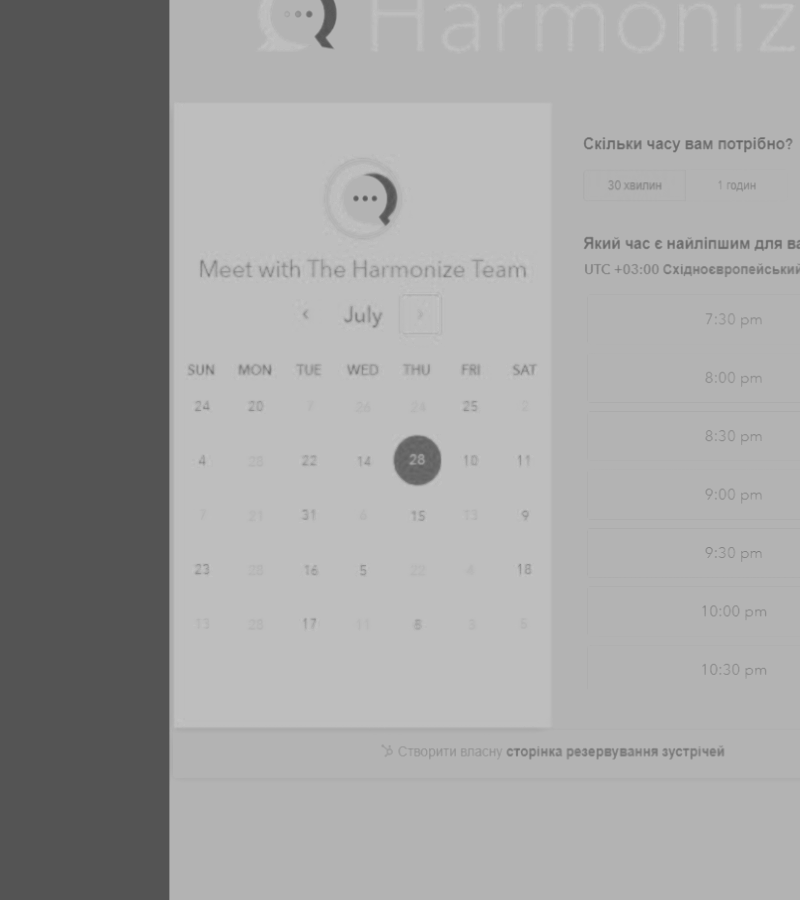 Harmoniz
Meet with The Harmonize Team
July
SUN MON TUE WED THU FRI SAT
24 20 7 26 24 25 2
4 28 22 14 28 10 11
7 21 31 6 15 13 9
23 28 16 5 22 4 18
13 28 17 11 8 3 6
Скільки часу вам потрібно?
30 хвилин 1 годин
Який час є найліпшим для ва
UTC +03:00 Східноєвропейський
7:30 pm
8:00 pm
8:30 pm
9:00 pm
9:30 pm
10:00 pm
10:30 pm
Створити власну сторінка резервування зустрічей